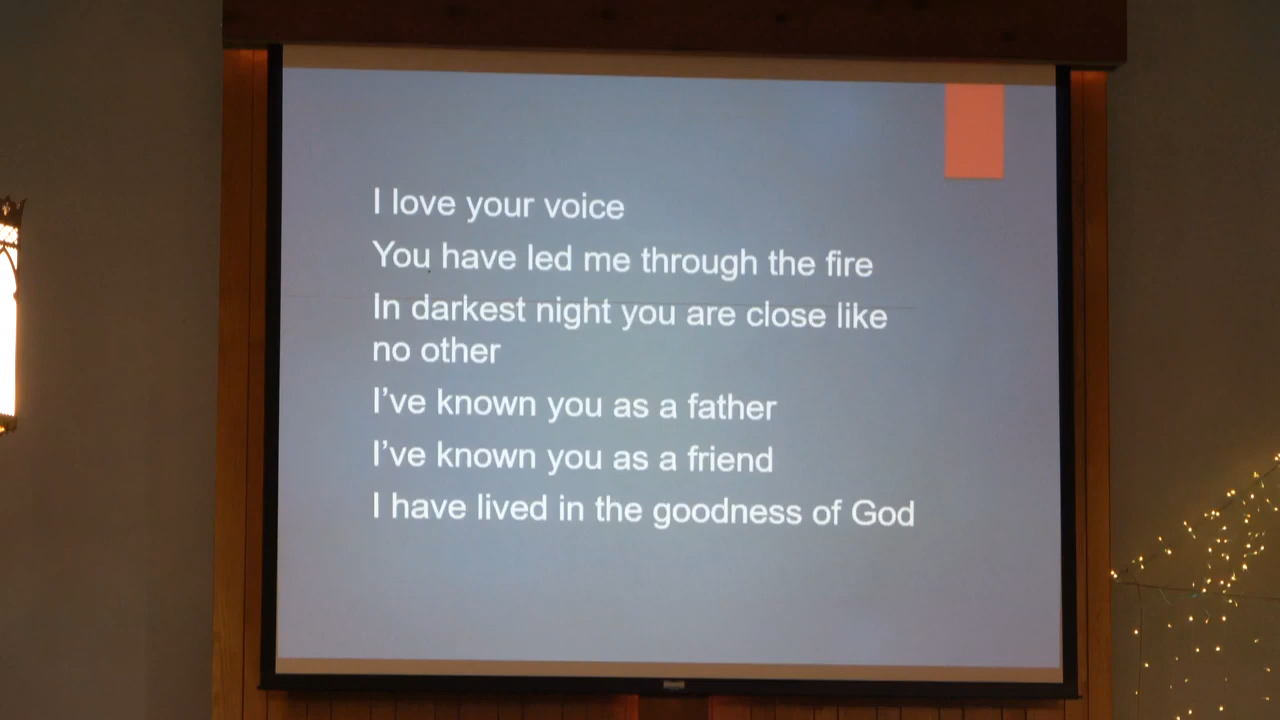 I love your voice
You have led me through the fire
In darkest night you are close like
no other
I’ve known you as a father
I’ve known you as a friend
I have lived in the goodness of God